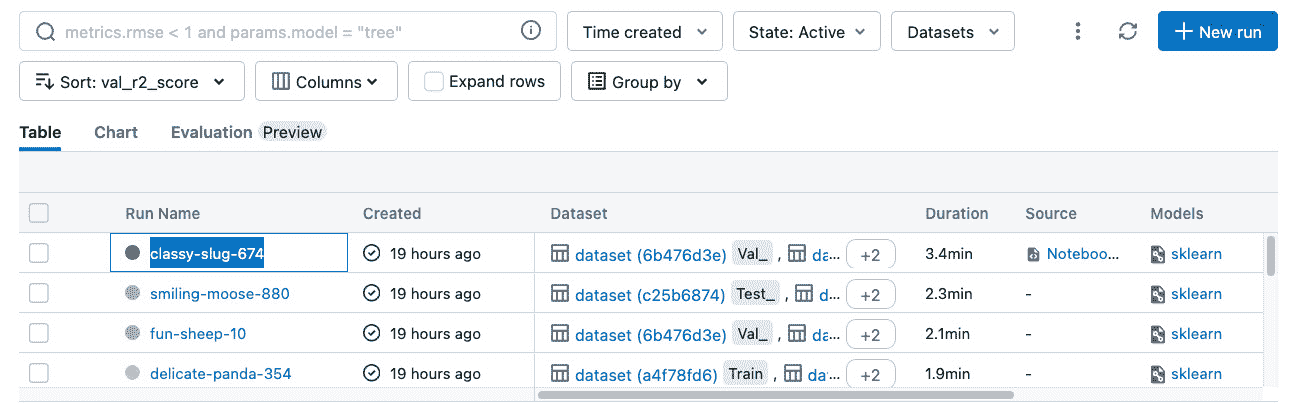 metrics.rmse < 1 and params.model = "tree" Time created State: Active Datasets New run
Sort: val_r2_score Columns Expand rows Group by
Table Chart Evaluation Preview
Run Name Created Dataset Duration Source Models
classy-slug-674 19 hours ago dataset (6b476d3e) Val_ , da... +2 3.4min Noteboo... sklearn
smiling-moose-880 19 hours ago dataset (c25b6874) Test_ , d... +2 2.3min - sklearn
fun-sheep-10 19 hours ago dataset (6b476d3e) Val_ , da... +2 2.1min - sklearn
delicate-panda-354 19 hours ago dataset (a4f78fd6) Train , da... +2 1.9min - sklearn